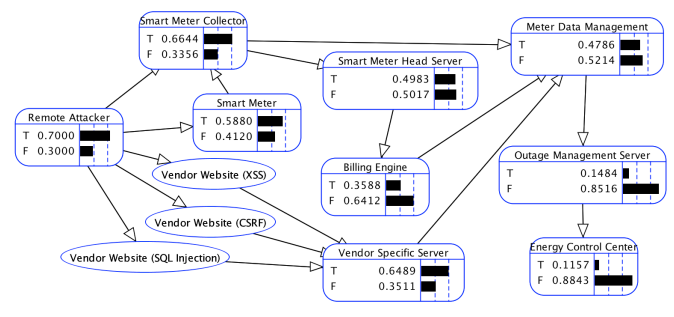 Smart Meter Collector
T 0.6644
F 0.3356
Meter Data Management
T 0.4786
F 0.5214
Smart Meter Head Server
T 0.4983
F 0.5017
Smart Meter
T 0.5880
F 0.4120
Remote Attacker
T 0.7000
F 0.3000
Vendor Website (XSS)
Billing Engine
T 0.3588
F 0.6412
Outage Management Server
T 0.1484
F 0.8516
Vendor Website (CSRF)
Vendor Website (SQL Injection)
Vendor Specific Server
T 0.6489
F 0.3511
Energy Control Center
T 0.1157
F 0.8843